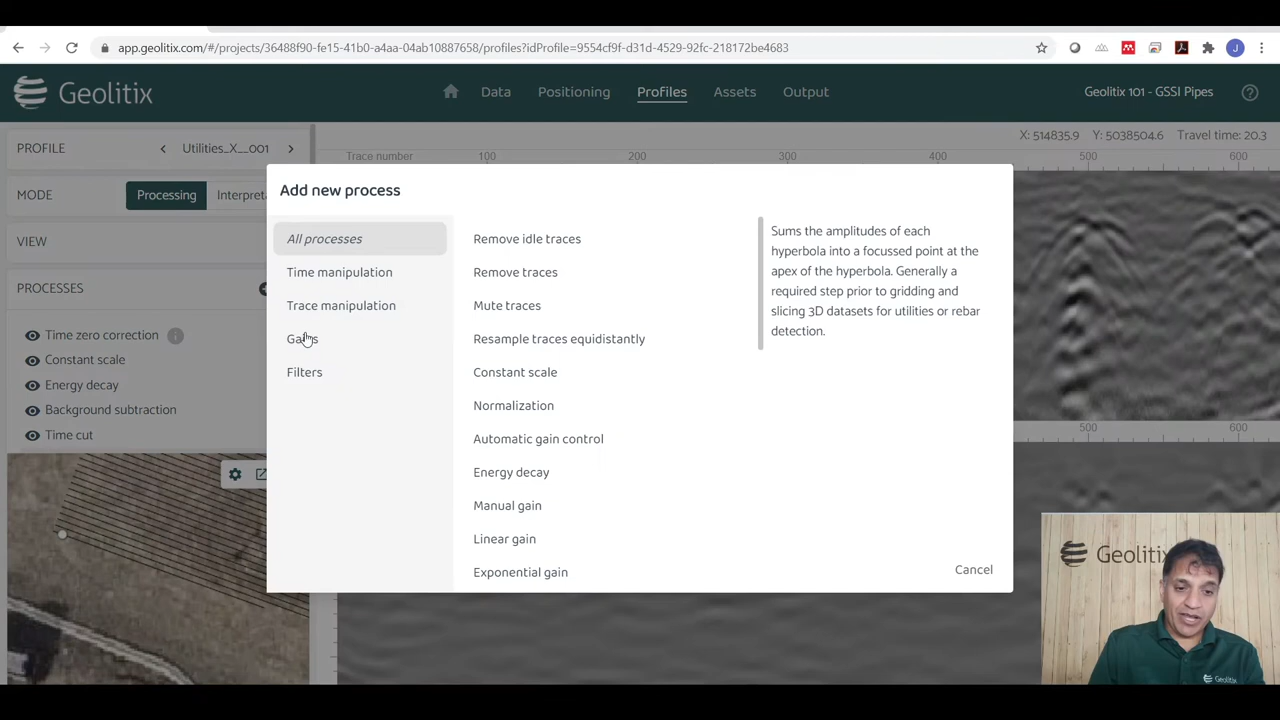 app.geolitix.com/#/projects/36488f90-fe15-41b0-a4aa-04ab10887658/profiles?idProfile=9554cf9f-d31d-4529-92fc-218172be4683
J
Geolitix
Data
Positioning
Profiles
Assets
Output
Geolitix 101 - GSSI Pipes
PROFILE
Utilities_X__001
X: 514835.9 Y: 5038504.6 Travel time: 20.3
Trace number 100 200 300 400 500 600
MODE
Processing
Interpreta
VIEW
PROCESSES
Time zero correction
Constant scale
Energy decay
Background subtraction
Time cut
Add new process
All processes
Time manipulation
Trace manipulation
Gains
Filters
Remove idle traces
Remove traces
Mute traces
Resample traces equidistantly
Constant scale
Normalization
Automatic gain control
Energy decay
Manual gain
Linear gain
Exponential gain
Sums the amplitudes of each
hyperbola into a focussed point at the
apex of the hyperbola. Generally a
required step prior to gridding and
slicing 3D datasets for utilities or rebar
detection.
Cancel
500 600
Geolitix
Geolitix